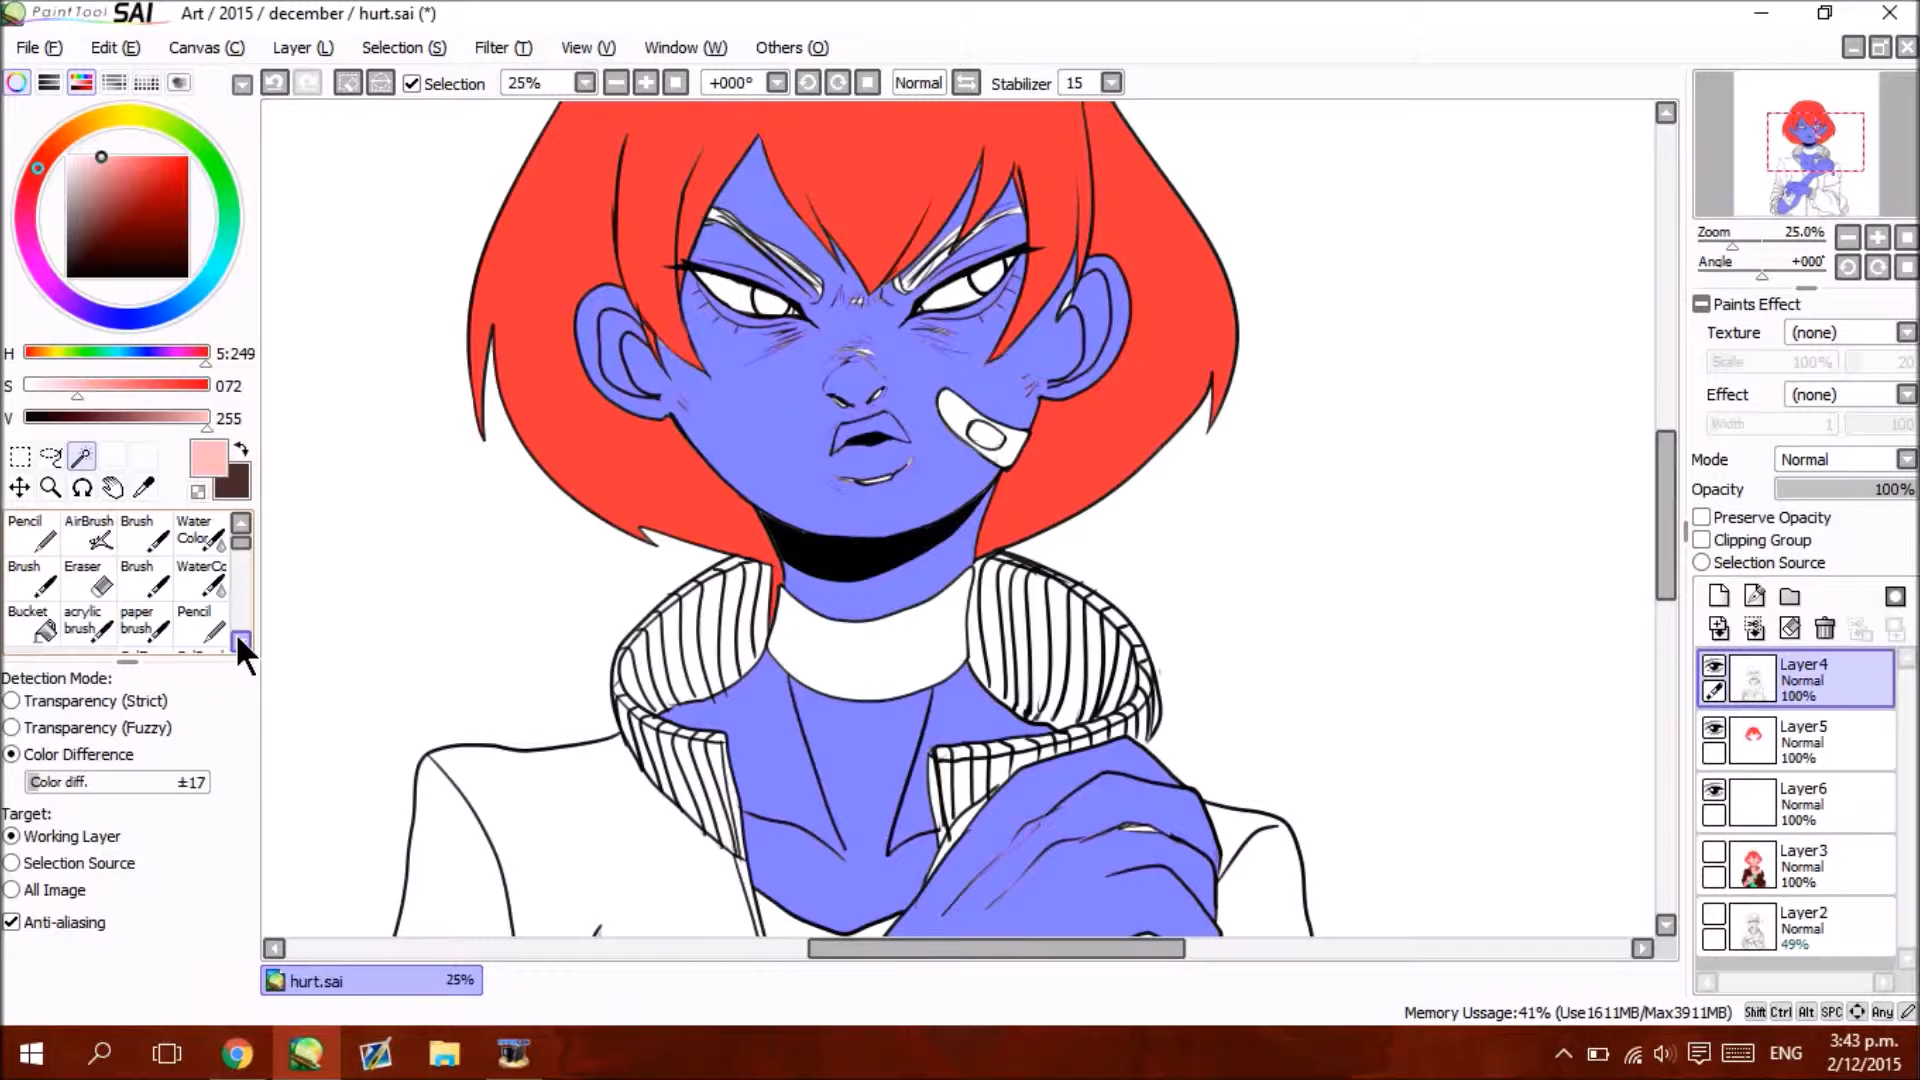 PaintTool SAI Art / 2015 / december / hurt.sai (*)
File (F) Edit (E) Canvas (C) Layer (L) Selection (S) Filter (T) View (V) Window (W) Others (O)
Selection 25% +000° Normal Stabilizer 15
Zoom 25.0%
Angle +000°
Paints Effect
Texture (none)
Scale 100% 20
Effect (none)
Width 1 100
Mode Normal
Opacity 100%
Preserve Opacity
Clipping Group
Selection Source
H 5:249
S 072
V 255
Pencil AirBrush Brush Water Color
Brush Eraser Brush WaterCo
Bucket acrylic brush paper brush Pencil
Detection Mode:
Transparency (Strict)
Transparency (Fuzzy)
Color Difference
Color diff. ±17
Target:
Working Layer
Selection Source
All Image
Anti-aliasing
Layer4
Normal
100%
Layer5
Normal
100%
Layer6
Normal
100%
Layer3
Normal
100%
Layer2
Normal
49%
hurt.sai 25%
Memory Ussage:41% (Use1611MB/Max3911MB) Shift Ctrl Alt SPC Any
ENG 3:43 p.m.
2/12/2015